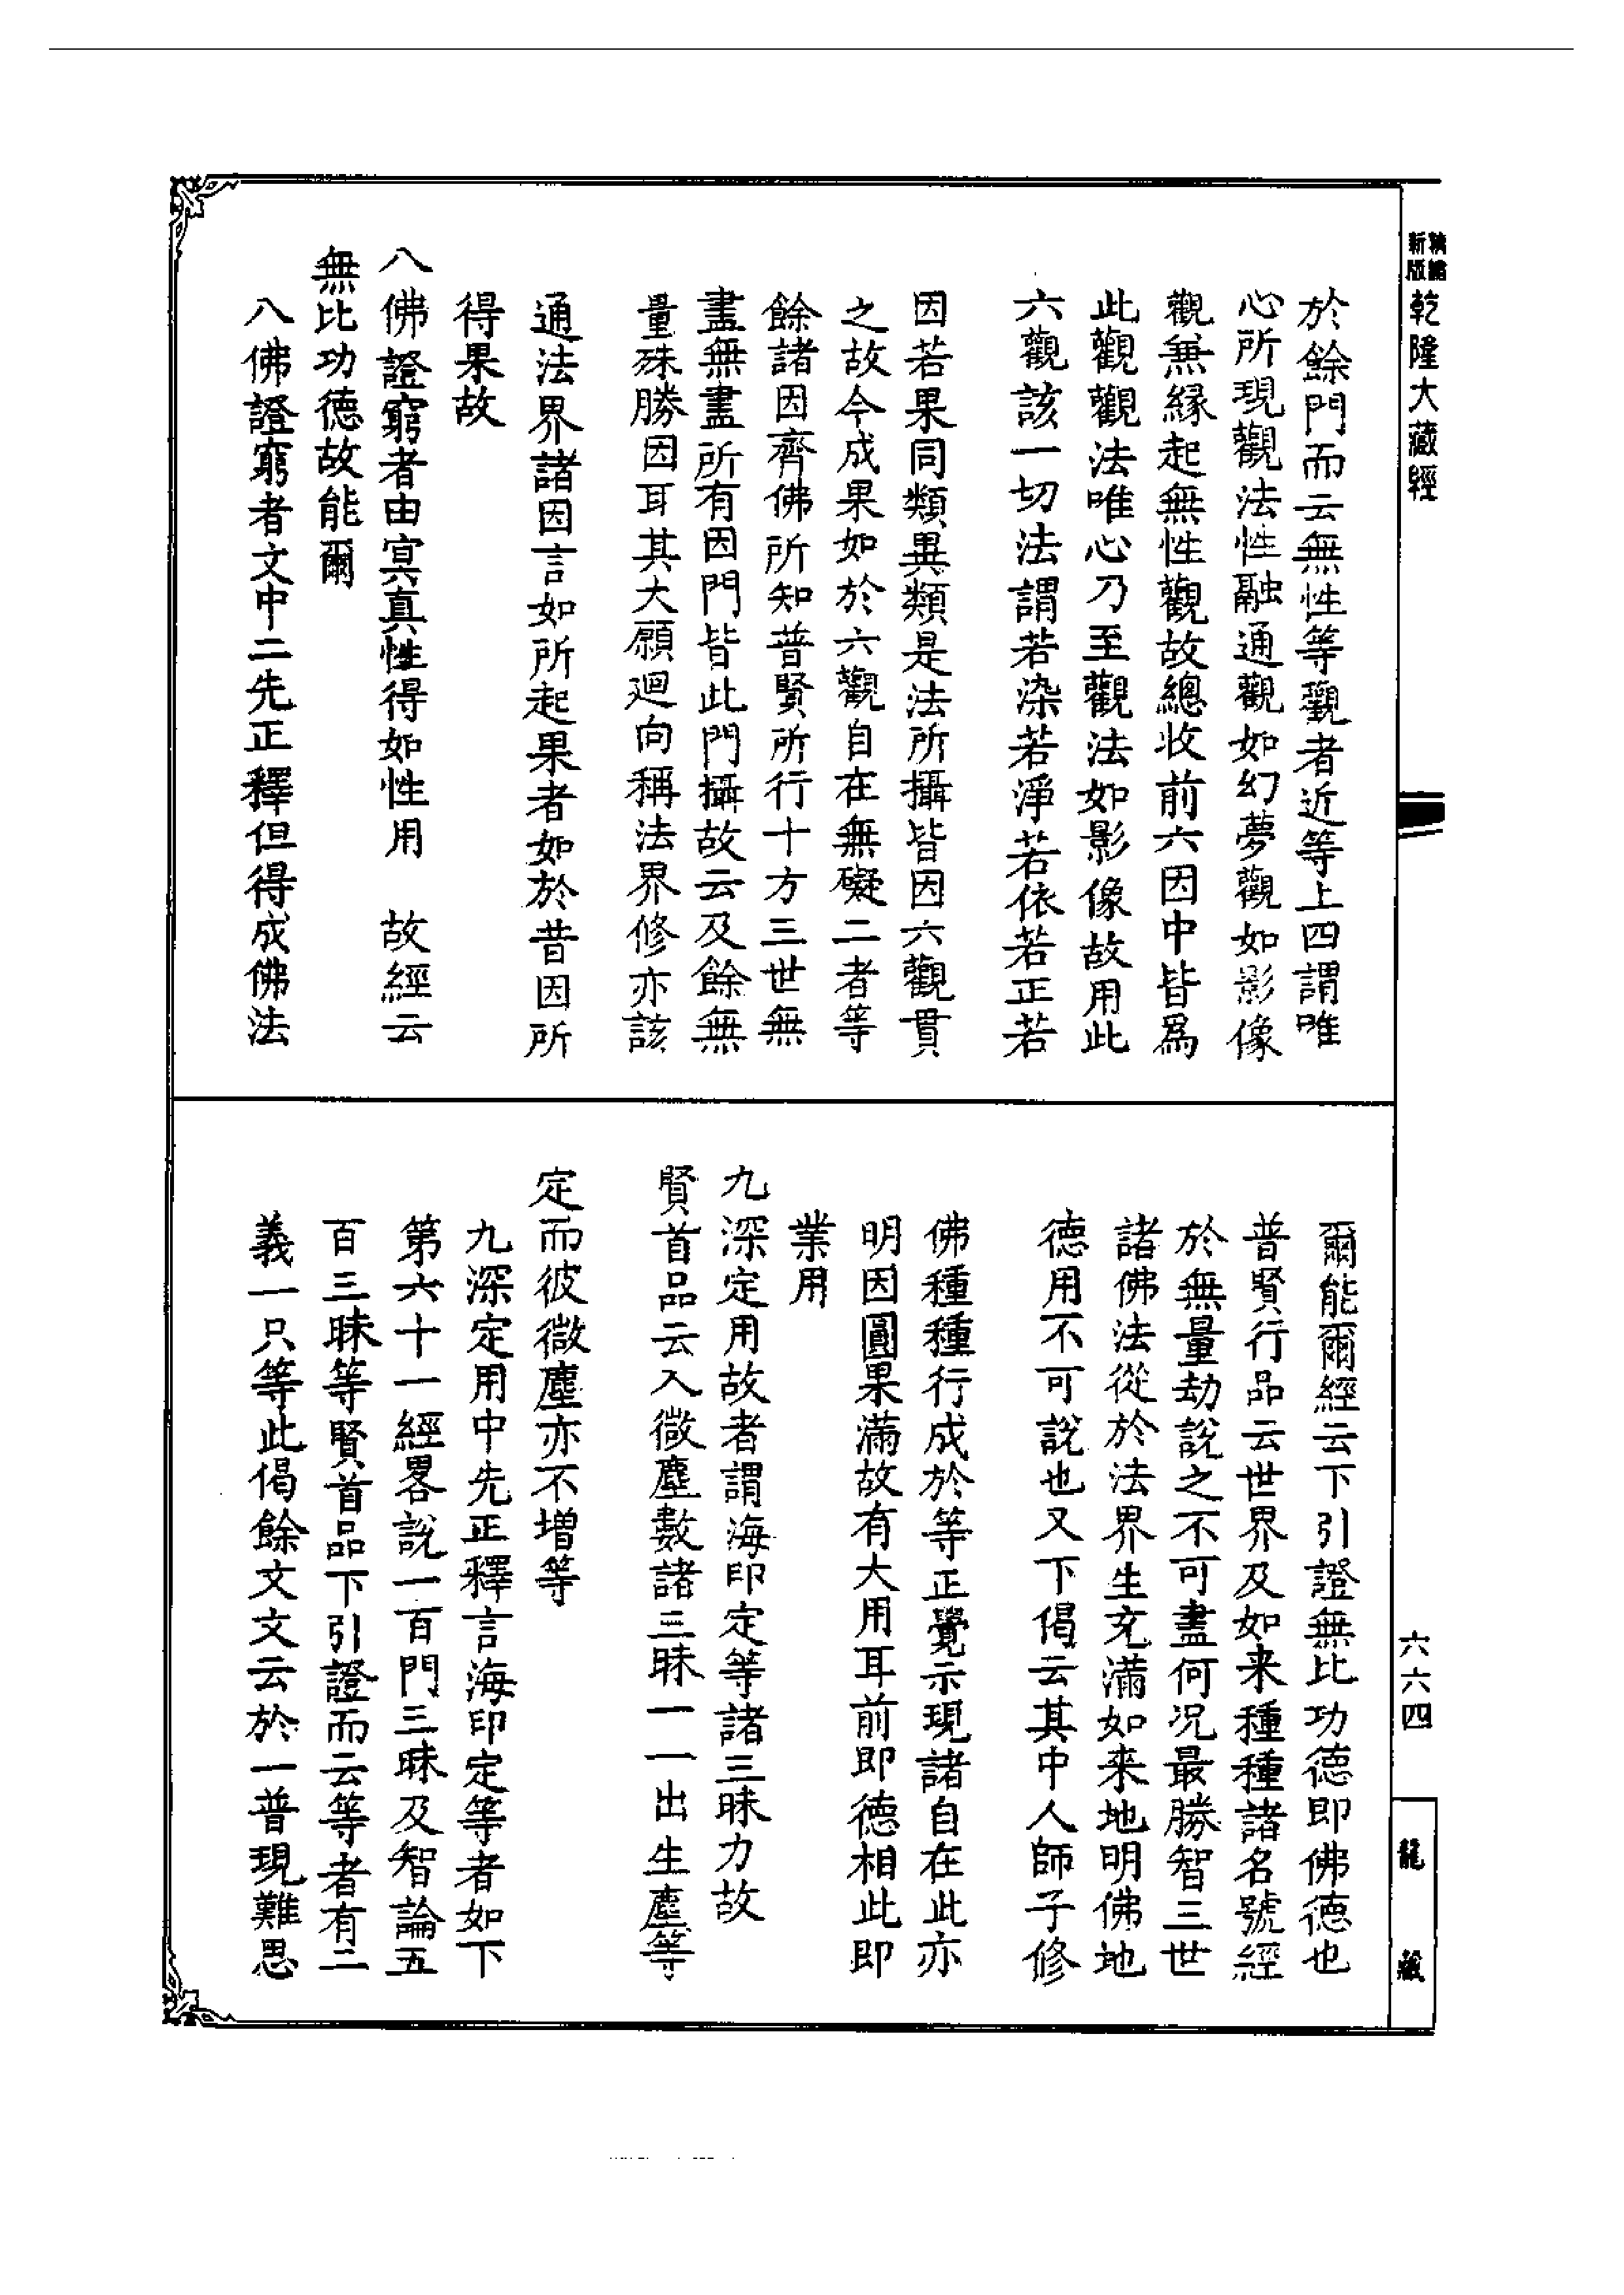 新版精縮乾隆大藏經
於餘門而云無性等觀者近等上四謂唯
心所現觀法性融通觀如幻夢觀如影像
觀無緣起無性觀故總收前六因中皆為
此觀觀法唯心乃至觀法如影像故用此
六觀該一切法謂若染若淨若依若正若
因若果同類異類是法所攝皆因六觀貫
之故今成果如於六觀自在無礙二者等
餘諸因齊佛所知普賢所行十方三世無
盡無盡所有因門皆此門攝故云及餘無
量殊勝因耳其大願迴向稱法界修亦該
通法界諸因言如所起果者如於昔因所
得果故
八佛證窮者由冥真性得如性用　故經云
無比功德故能爾
八佛證窮者文中二先正釋但得成佛法
爾能爾經云下引證無比功德即佛德也
普賢行品云世界及如来種種諸名號經
於無量劫說之不可盡何況最勝智三世
諸佛法從於法界生充滿如来地明佛地
德用不可說也又下偈云其中人師子修
佛種種行成於等正覺示現諸自在此亦
明因圓果滿故有大用耳前即德相此即
業用
九深定用故者謂海印定等諸三昧力故
賢首品云入微塵數諸三昧一一出生塵等
定而彼微塵亦不增等
九深定用中先正釋言海印定等者如下
第六十一經畧說一百門三昧及智論五
百三昧等賢首品下引證而云等者有二
義一只等此偈餘文文云於一普現難思
六六四
龍藏